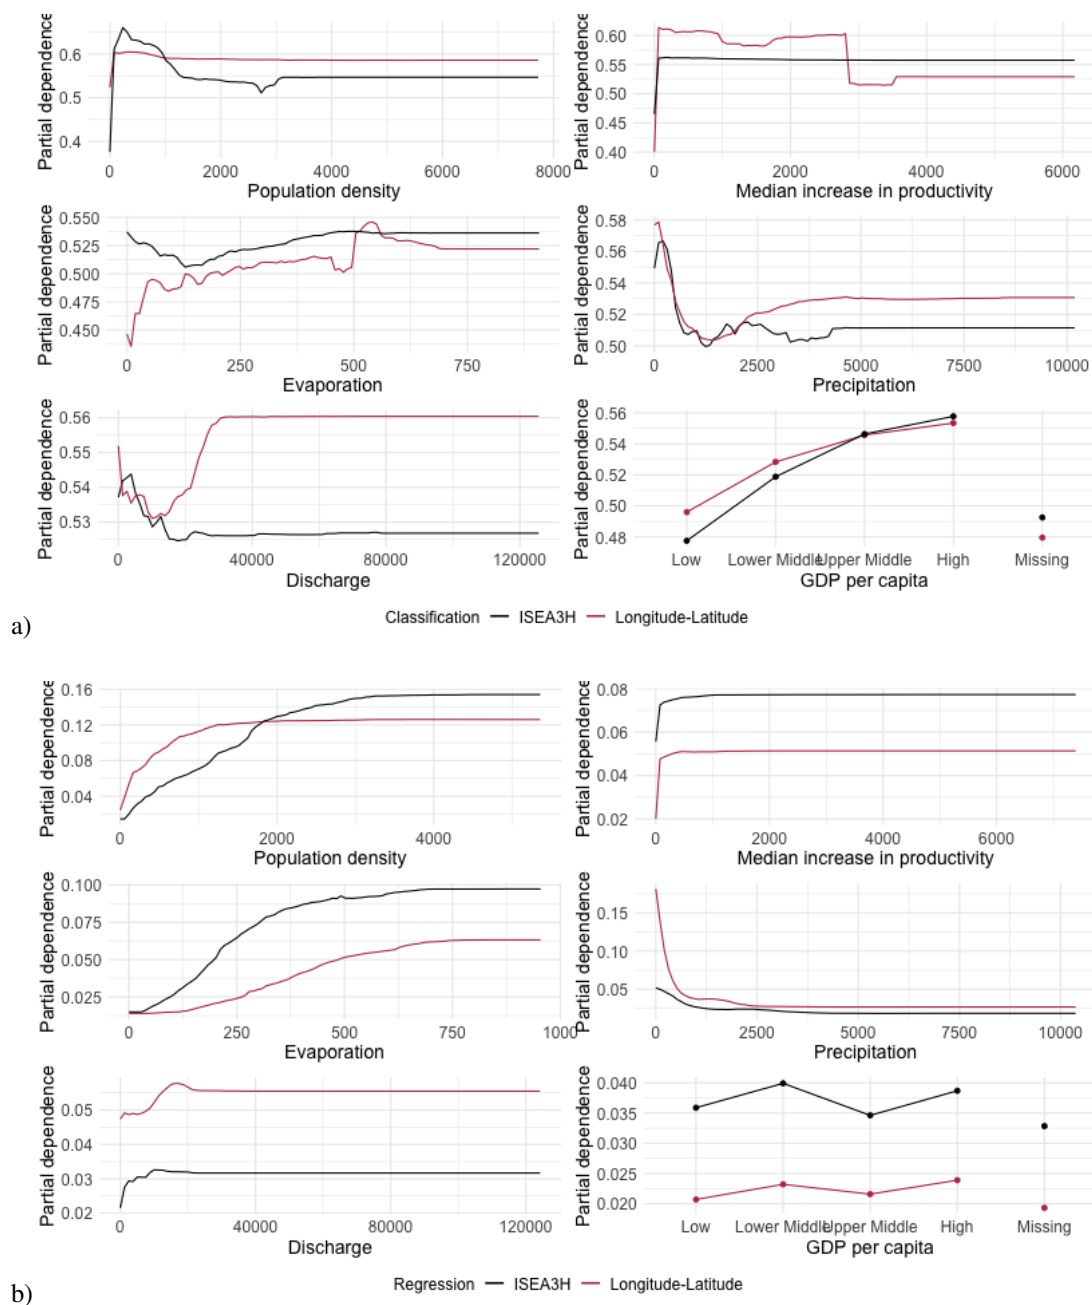 Partial dependence
0.6
0.5
0.4
0 2000 4000 6000 8000
Population density
Partial dependence
0.60
0.55
0.50
0.45
0.40
0 2000 4000 6000
Median increase in productivity
Partial dependence
0.550
0.525
0.500
0.475
0.450
0 250 500 750
Evaporation
Partial dependence
0.58
0.56
0.54
0.52
0.50
0 2500 5000 7500 10000
Precipitation
Partial dependence
0.56
0.55
0.54
0.53
0 40000 80000 120000
Discharge
Partial dependence
0.56
0.54
0.52
0.50
0.48
Low Lower Middle Upper Middle High Missing
GDP per capita
a)
Classification ISEA3H Longitude-Latitude
Partial dependence
0.16
0.12
0.08
0.04
0 2000 4000
Population density
Partial dependence
0.08
0.06
0.04
0.02
0 2000 4000 6000
Median increase in productivity
Partial dependence
0.100
0.075
0.050
0.025
0 250 500 750 1000
Evaporation
Partial dependence
0.15
0.10
0.05
0 2500 5000 7500 10000
Precipitation
Partial dependence
0.05
0.04
0.03
0.02
0 40000 80000 120000
Discharge
Partial dependence
0.040
0.035
0.030
0.025
0.020
Low Lower Middle Upper Middle High Missing
GDP per capita
b)
Regression ISEA3H Longitude-Latitude